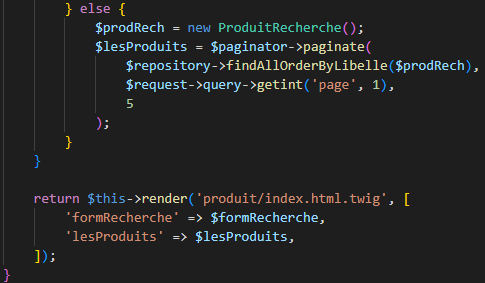 } else {
$prodRech = new ProduitRecherche();
$lesProduits = $paginator->paginate(
$repository->findAllOrderByLibelle($prodRech),
$request->query->getint('page', 1),
5
);
}
}
return $this->render('produit/index.html.twig', [
'formRecherche' => $formRecherche,
'lesProduits' => $lesProduits,
]);
}